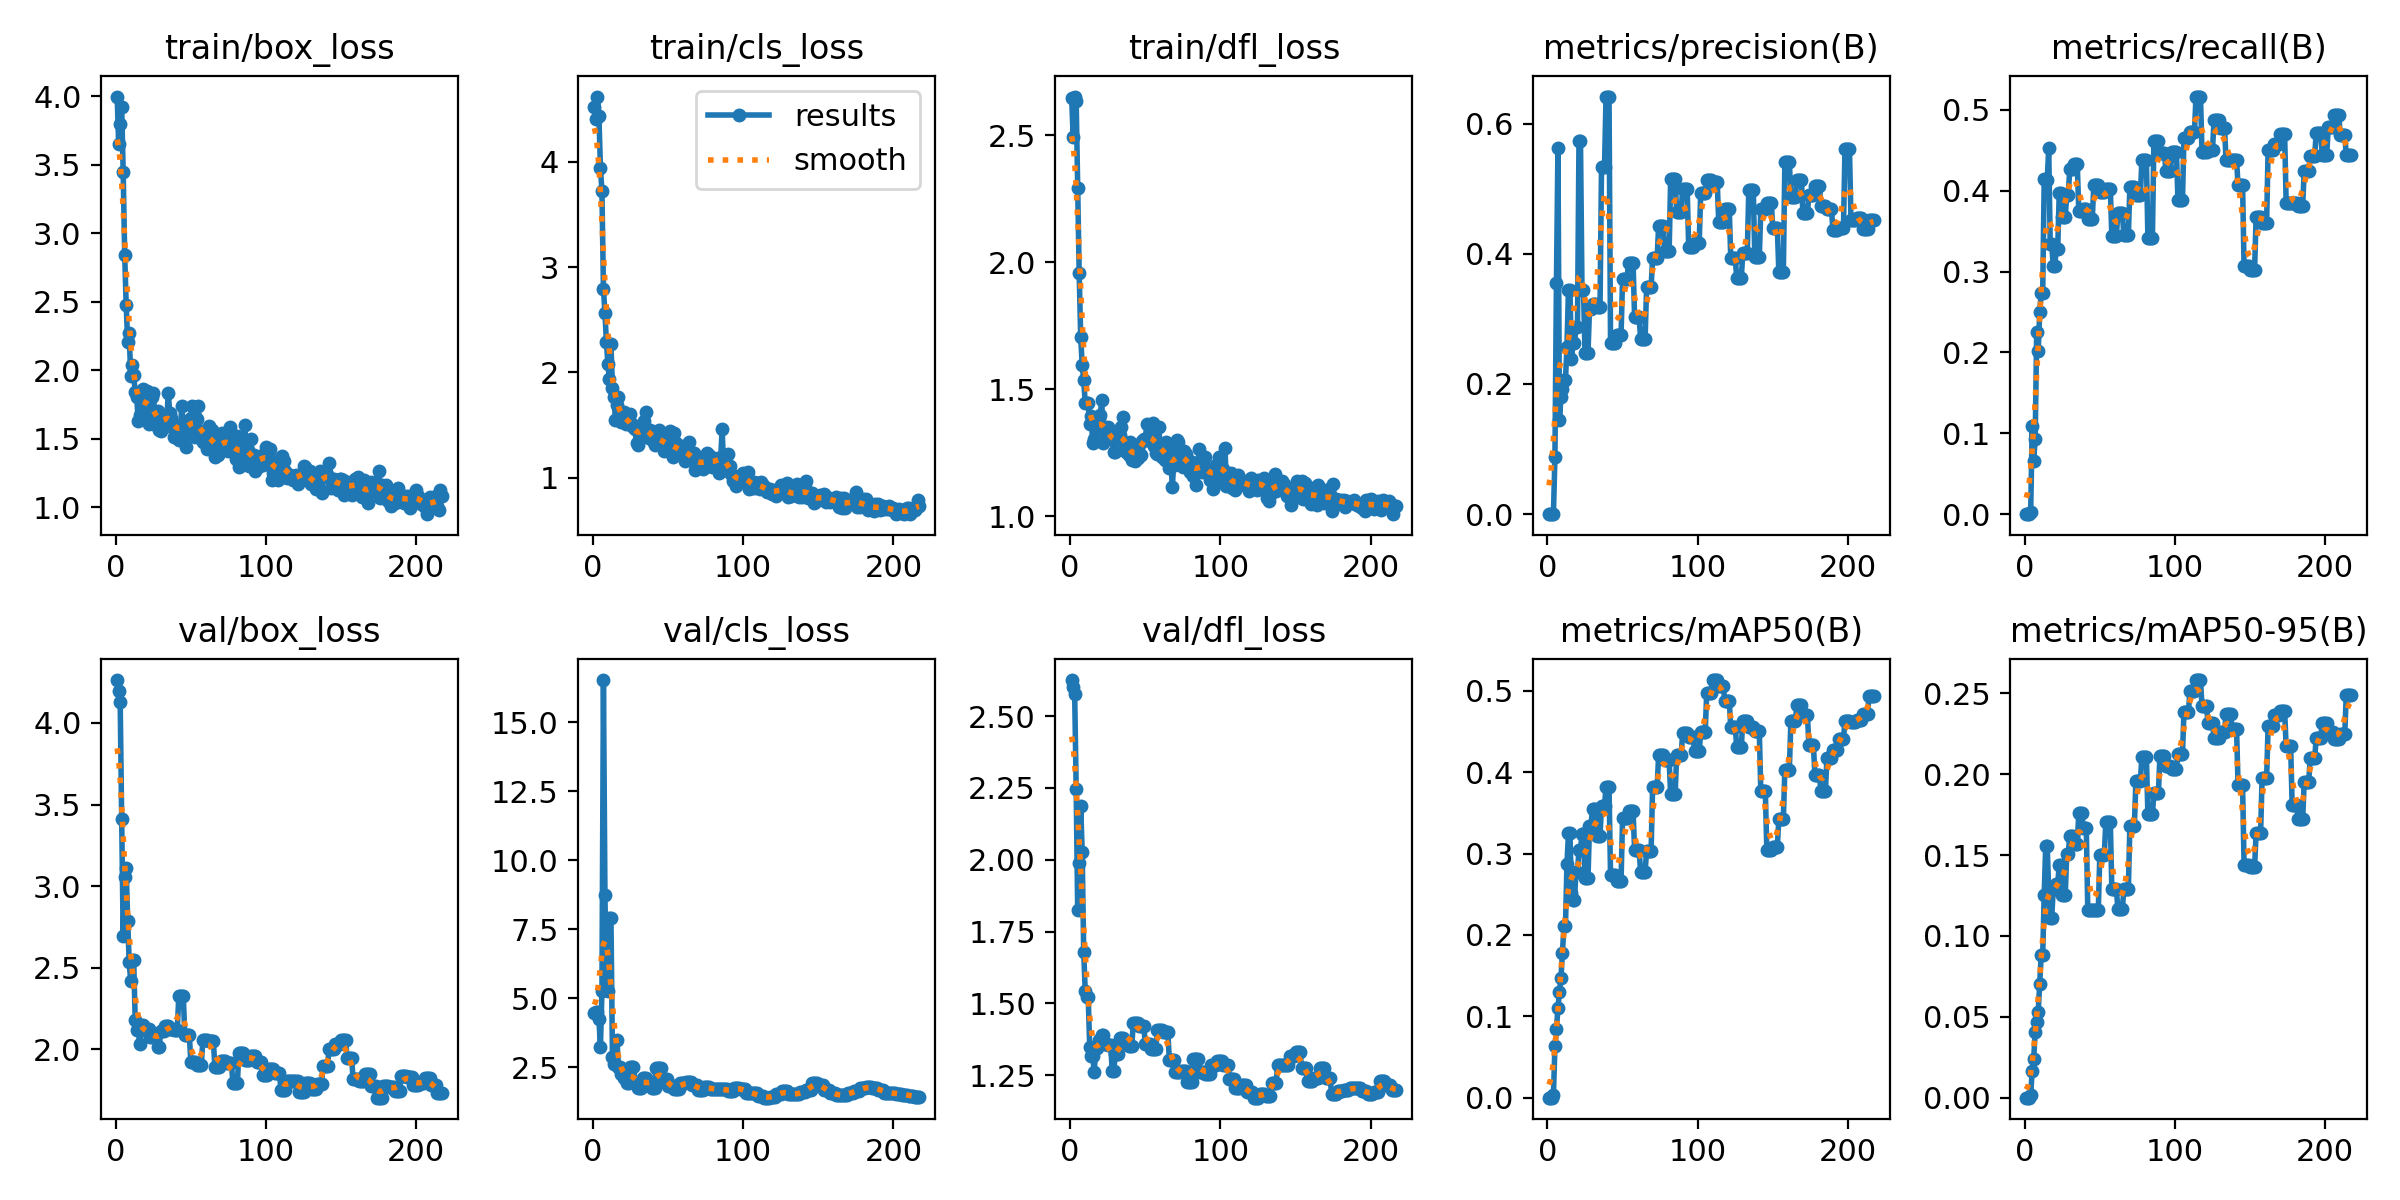 train/box_loss
4.0
3.5
3.0
2.5
2.0
1.5
1.0
0 100 200
train/cls_loss
results
smooth
4
3
2
1
0 100 200
train/dfl_loss
2.5
2.0
1.5
1.0
0 100 200
metrics/precision(B)
0.6
0.4
0.2
0.0
0 100 200
metrics/recall(B)
0.5
0.4
0.3
0.2
0.1
0.0
0 100 200
val/box_loss
4.0
3.5
3.0
2.5
2.0
0 100 200
val/cls_loss
15.0
12.5
10.0
7.5
5.0
2.5
0 100 200
val/dfl_loss
2.50
2.25
2.00
1.75
1.50
1.25
0 100 200
metrics/mAP50(B)
0.5
0.4
0.3
0.2
0.1
0.0
0 100 200
metrics/mAP50-95(B)
0.25
0.20
0.15
0.10
0.05
0.00
0 100 200